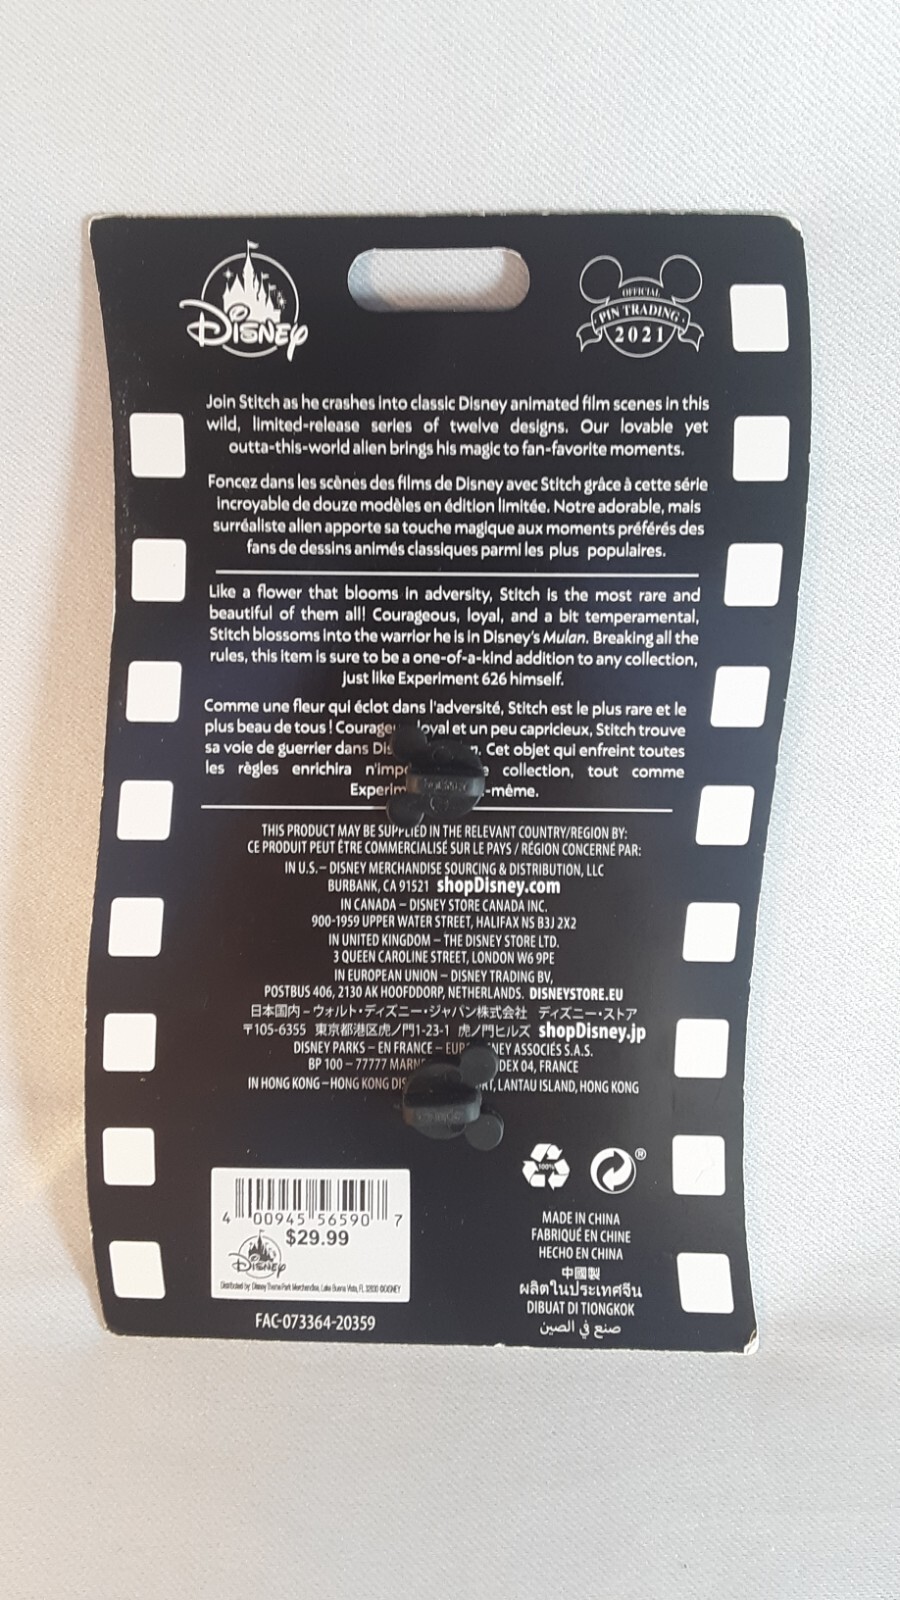 Disney
OFFICIAL
PIN TRADING
2021
Join Stitch as he crashes into classic Disney animated film scenes in this
wild, limited-release series of twelve designs. Our lovable yet
outta-this-world alien brings his magic to fan-favorite moments.
Foncez dans les scènes des films de Disney avec Stitch grâce à cette série
incroyable de douze modèles en édition limitée. Notre adorable, mais
surréaliste alien apporte sa touche magique aux moments préférés des
fans de dessins animés classiques parmi les plus populaires.
Like a flower that blooms in adversity, Stitch is the most rare and
beautiful of them all! Courageous, loyal, and a bit temperamental,
Stitch blossoms into the warrior he is in Disney's Mulan. Breaking all the
rules, this item is sure to be a one-of-a-kind addition to any collection,
just like Experiment 626 himself.
Comme une fleur qui éclot dans l'adversité, Stitch est le plus rare et le
plus beau de tous ! et un peu capricieux, Stitch trouve
sa voie de guerrier dans Cet objet qui enfreint toutes
les règles enrichira collection, tout comme
-même.
THIS PRODUCT MAY BE SUPPLIED IN THE RELEVANT COUNTRY/REGION BY:
CE PRODUIT PEUT ÊTRE COMMERCIALISÉ SUR LE PAYS / RÉGION CONCERNÉ PAR:
IN U.S. – DISNEY MERCHANDISE SOURCING & DISTRIBUTION, LLC
BURBANK, CA 91521 shopDisney.com
IN CANADA – DISNEY STORE CANADA INC.
900-1959 UPPER WATER STREET, HALIFAX NS B3J 2X2
IN UNITED KINGDOM – THE DISNEY STORE LTD.
3 QUEEN CAROLINE STREET, LONDON W6 9PE
IN EUROPEAN UNION – DISNEY TRADING BV,
POSTBUS 406, 2130 AK HOOFDDORP, NETHERLANDS. DISNEYSTORE.EU
日本国内 – ウォルト・ディズニー・ジャパン株式会社 ディズニー・ストア
〒105-6355 東京都港区虎ノ門1-23-1 虎ノ門ヒルズ shopDisney.jp
DISNEY PARKS – EN FRANCE – ASSOCIÉS S.A.S.
BP 100 – 77777 04, FRANCE
IN HONG KONG – HONG KONG LANTAU ISLAND, HONG KONG
100%
®
4 00945 56590 7
$29.99
Disney
Distributed by: Disney Theme Park Merchandise, Lake Buena Vista, FL 32830 ©DISNEY
FAC-073364-20359
MADE IN CHINA
FABRIQUÉ EN CHINE
HECHO EN CHINA
中國製
ผลิตในประเทศจีน
DIBUAT DI TIONGKOK
صنع في الصين